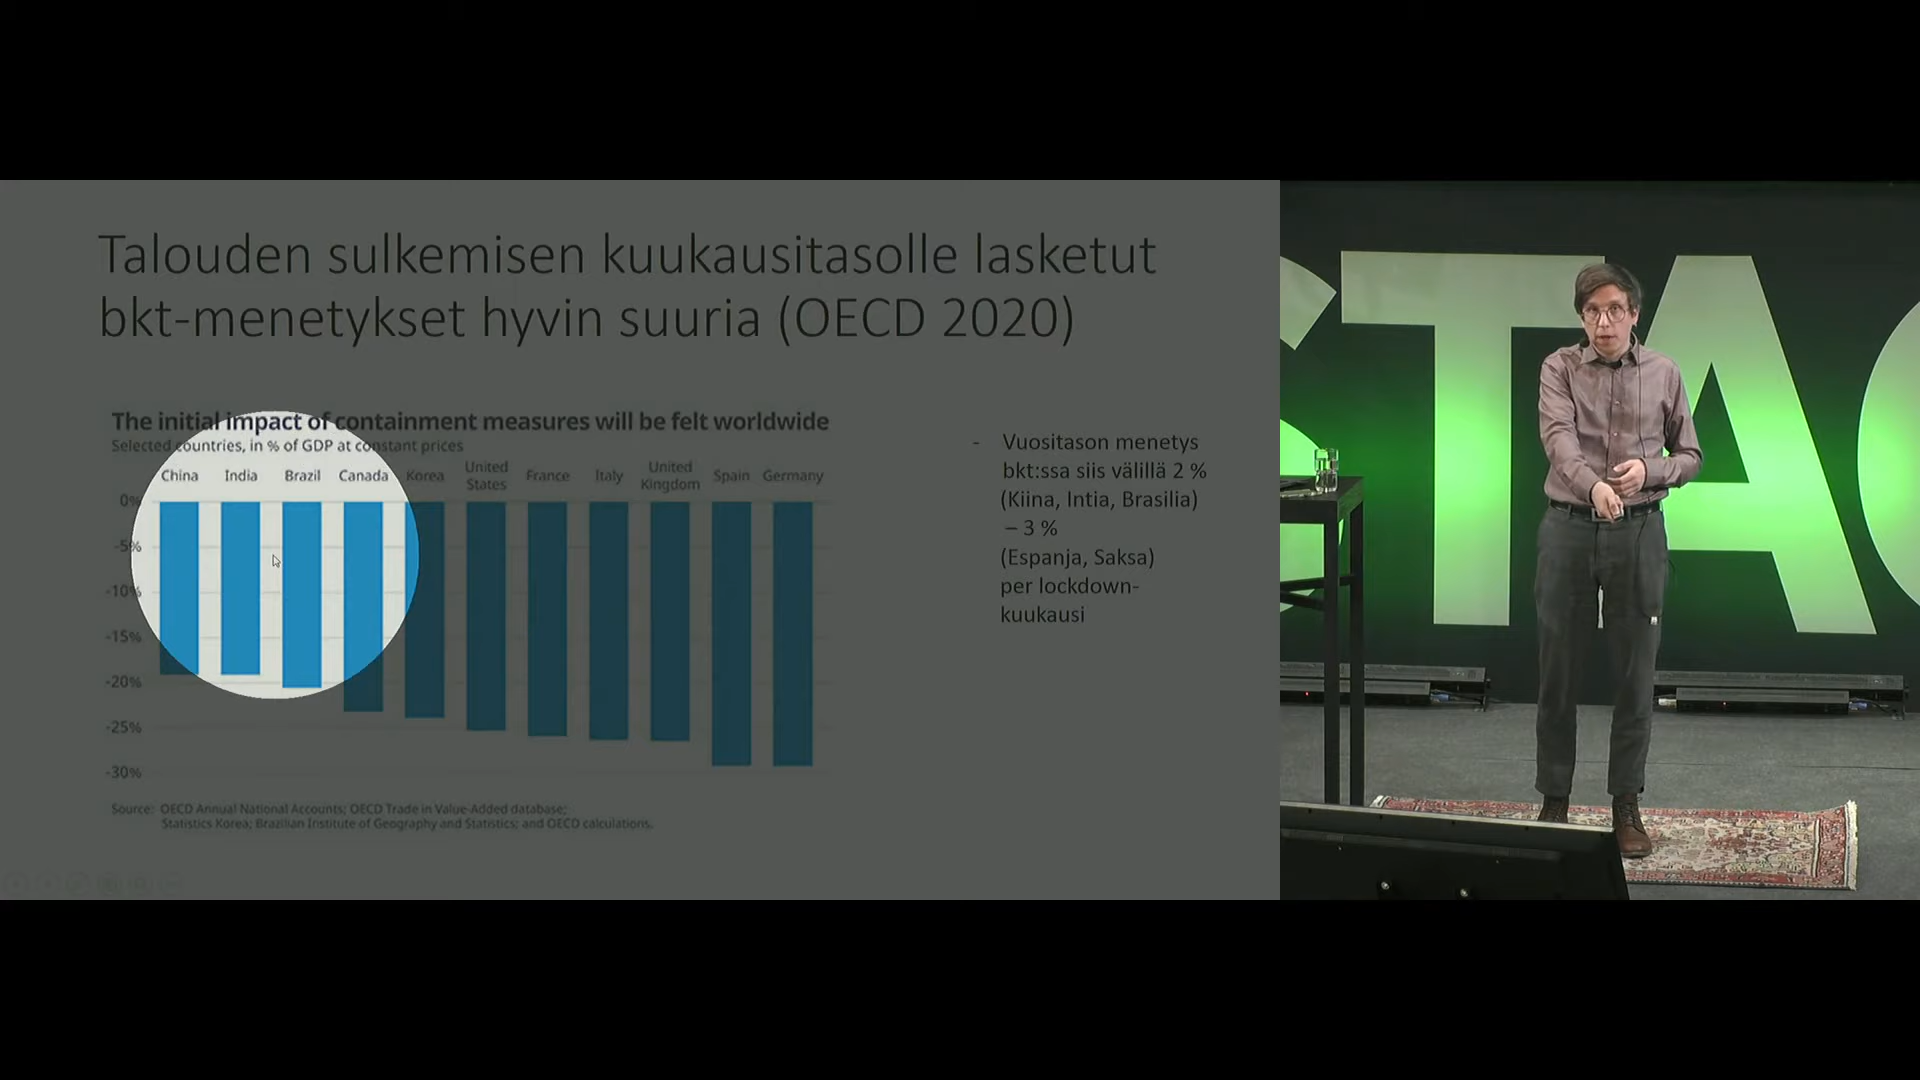 Talouden sulkemisen kuukausitasolle lasketut
bkt-menetykset hyvin suuria (OECD 2020)
The initial impact of containment measures will be felt worldwide
Selected countries, in % of GDP at constant prices
China India Brazil Canada Korea United States France Italy United Kingdom Spain Germany
0%
-5%
-10%
-15%
-20%
-25%
-30%
Source: OECD Annual National Accounts; OECD Trade in Value-Added database;
Statistics Korea; Brazilian Institute of Geography and Statistics; and OECD calculations.
- Vuositason menetys
bkt:ssa siis välillä 2 %
(Kiina, Intia, Brasilia)
– 3 %
(Espanja, Saksa)
per lockdown-
kuukausi
STA